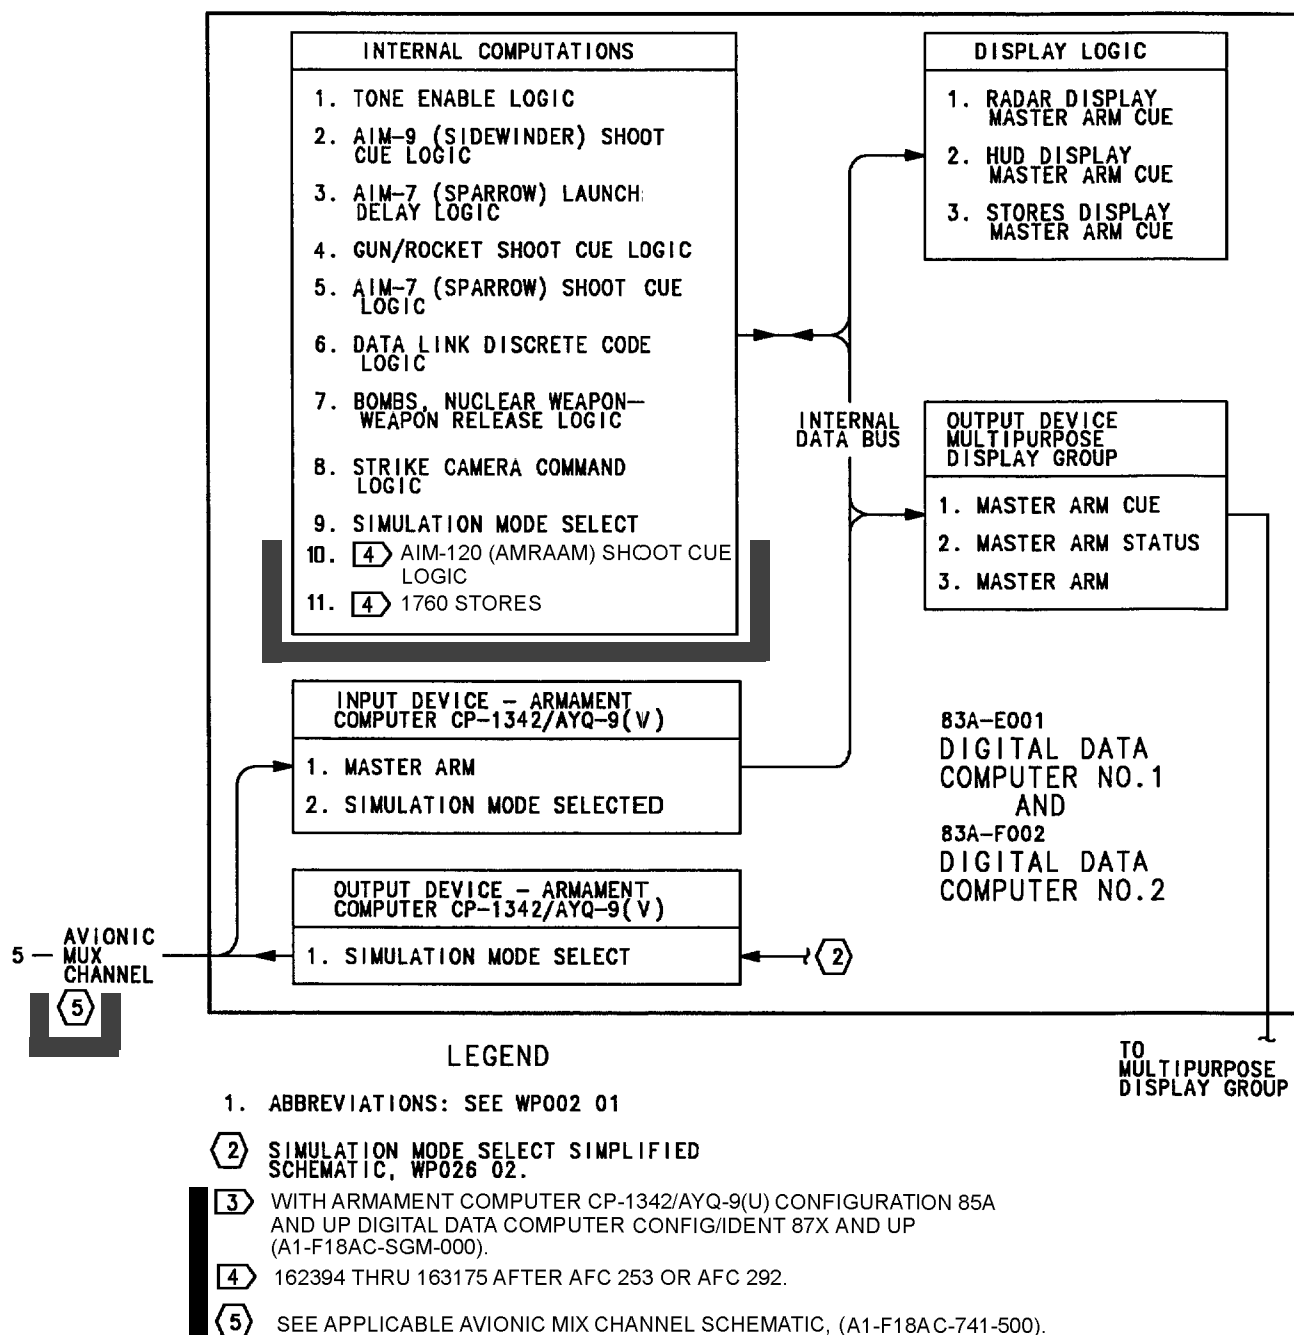 INTERNAL COMPUTATIONS
1. TONE ENABLE LOGIC
2. AIM-9 (SIDEWINDER) SHOOT
CUE LOGIC
3. AIM-7 (SPARROW) LAUNCH
DELAY LOGIC
4. GUN/ROCKET SHOOT CUE LOGIC
5. AIM-7 (SPARROW) SHOOT CUE
LOGIC
6. DATA LINK DISCRETE CODE
LOGIC
7. BOMBS, NUCLEAR WEAPON—
WEAPON RELEASE LOGIC
8. STRIKE CAMERA COMMAND
LOGIC
9. SIMULATION MODE SELECT
10. 4 AIM-120 (AMRAAM) SHOOT CUE
LOGIC
11. 4 1760 STORES
DISPLAY LOGIC
1. RADAR DISPLAY
MASTER ARM CUE
2. HUD DISPLAY
MASTER ARM CUE
3. STORES DISPLAY
MASTER ARM CUE
INTERNAL
DATA BUS
OUTPUT DEVICE
MULTIPURPOSE
DISPLAY GROUP
1. MASTER ARM CUE
2. MASTER ARM STATUS
3. MASTER ARM
INPUT DEVICE – ARMAMENT
COMPUTER CP–1342/AYQ–9(V)
1. MASTER ARM
2. SIMULATION MODE SELECTED
OUTPUT DEVICE – ARMAMENT
COMPUTER CP–1342/AYQ–9(V)
1. SIMULATION MODE SELECT
2
83A–E001
DIGITAL DATA
COMPUTER NO.1
AND
83A–F002
DIGITAL DATA
COMPUTER NO.2
AVIONIC
5 — MUX
CHANNEL
5
TO
MULTIPURPOSE
DISPLAY GROUP
LEGEND
1. ABBREVIATIONS: SEE WP002 01
2 SIMULATION MODE SELECT SIMPLIFIED
SCHEMATIC, WP026 02.
3 WITH ARMAMENT COMPUTER CP-1342/AYQ-9(U) CONFIGURATION 85A
AND UP DIGITAL DATA COMPUTER CONFIG/IDENT 87X AND UP
(A1-F18AC-SGM-000).
4 162394 THRU 163175 AFTER AFC 253 OR AFC 292.
5 SEE APPLICABLE AVIONIC MIX CHANNEL SCHEMATIC, (A1-F18AC-741-500).